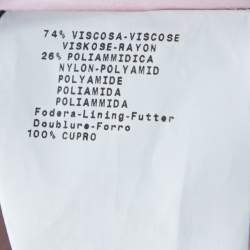 74% VISCOSA-VISCOSE
VISKOSE-RAYON
26% POLIAMMIDICA
NYLON-POLYAMID
POLYAMIDE
POLIAMIDA
POLIAMMIDA
Fodera-Lining-Futter
Doublure-Forro
100% CUPRO